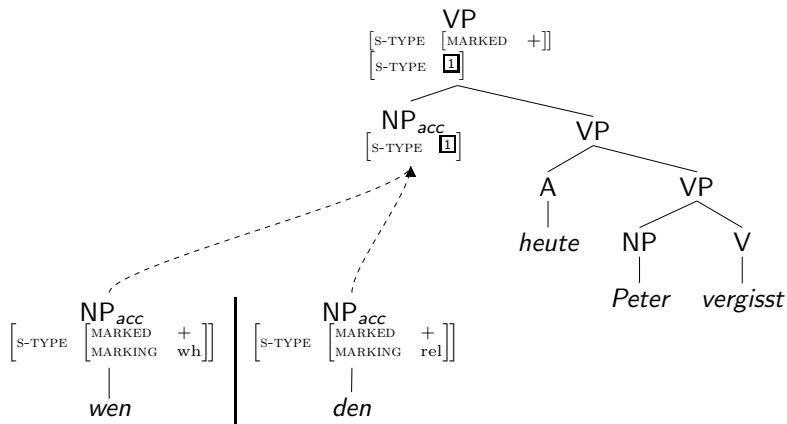 VP
[S-TYPE [MARKED +]]
[S-TYPE 1]
NPacc
[S-TYPE 1]
VP
A
VP
heute
NP
V
Peter
vergisst
NPacc
NPacc
[S-TYPE [MARKED +
MARKING wh]]
[S-TYPE [MARKED +
MARKING rel]]
wen
den